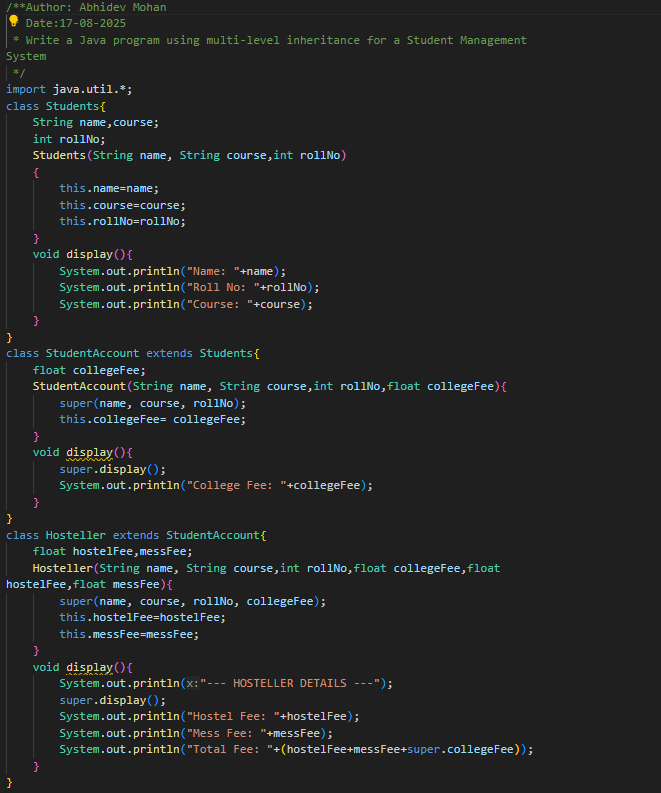 /**Author: Abhidev Mohan
Date:17-08-2025
* Write a Java program using multi-level inheritance for a Student Management
System
*/
import java.util.*;
class Students{
String name,course;
int rollNo;
Students(String name, String course,int rollNo)
{
this.name=name;
this.course=course;
this.rollNo=rollNo;
}
void display(){
System.out.println("Name: "+name);
System.out.println("Roll No: "+rollNo);
System.out.println("Course: "+course);
}
}
class StudentAccount extends Students{
float collegeFee;
StudentAccount(String name, String course,int rollNo,float collegeFee){
super(name, course, rollNo);
this.collegeFee= collegeFee;
}
void display(){
super.display();
System.out.println("College Fee: "+collegeFee);
}
}
class Hosteller extends StudentAccount{
float hostelFee,messFee;
Hosteller(String name, String course,int rollNo,float collegeFee,float
hostelFee,float messFee){
super(name, course, rollNo, collegeFee);
this.hostelFee=hostelFee;
this.messFee=messFee;
}
void display(){
System.out.println(x:"--- HOSTELLER DETAILS ---");
super.display();
System.out.println("Hostel Fee: "+hostelFee);
System.out.println("Mess Fee: "+messFee);
System.out.println("Total Fee: "+(hostelFee+messFee+super.collegeFee));
}
}